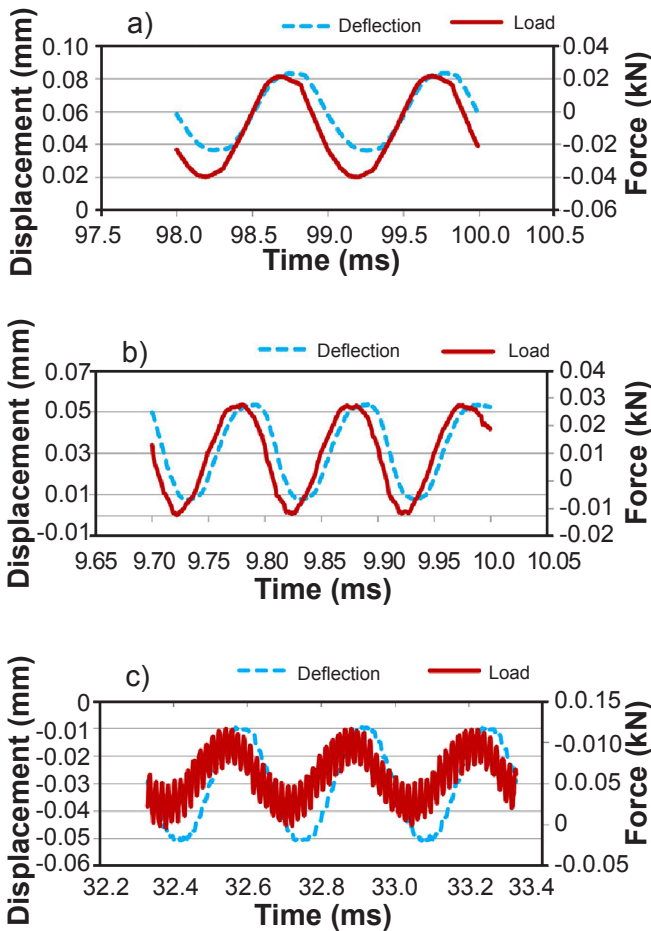 a)
Deflection
Load
Displacement (mm)
0.10
0.08
0.06
0.04
0.02
0
0.04
0.02
0
-0.02
-0.04
-0.06
Force (kN)
97.5 98.0 98.5 99.0 99.5 100.0 100.5
Time (ms)
b)
Deflection
Load
Displacement (mm)
0.07
0.05
0.03
0.01
-0.01
0.04
0.03
0.02
0.01
0
-0.01
-0.02
Force (kN)
9.65 9.70 9.75 9.80 9.85 9.90 9.95 10.0 10.05
Time (ms)
c)
Deflection
Load
Displacement (mm)
0
-0.01
-0.02
-0.03
-0.04
-0.05
-0.06
0.15
-0.10
0.05
0
-0.05
Force (kN)
32.2 32.4 32.6 32.8 33.0 33.2 33.4
Time (ms)